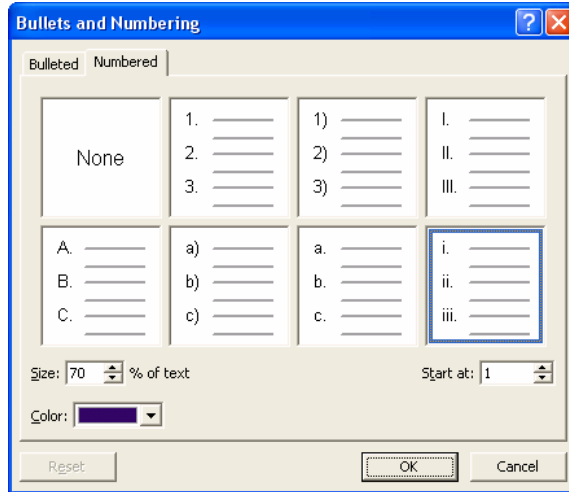 Bullets and Numbering
Bulleted Numbered
None
1.
2.
3.
1)
2)
3)
I.
II.
III.
A.
B.
C.
a)
b)
c)
a.
b.
c.
i.
ii.
iii.
Size: 70 % of text
Start at: 1
Color:
Reset
OK
Cancel